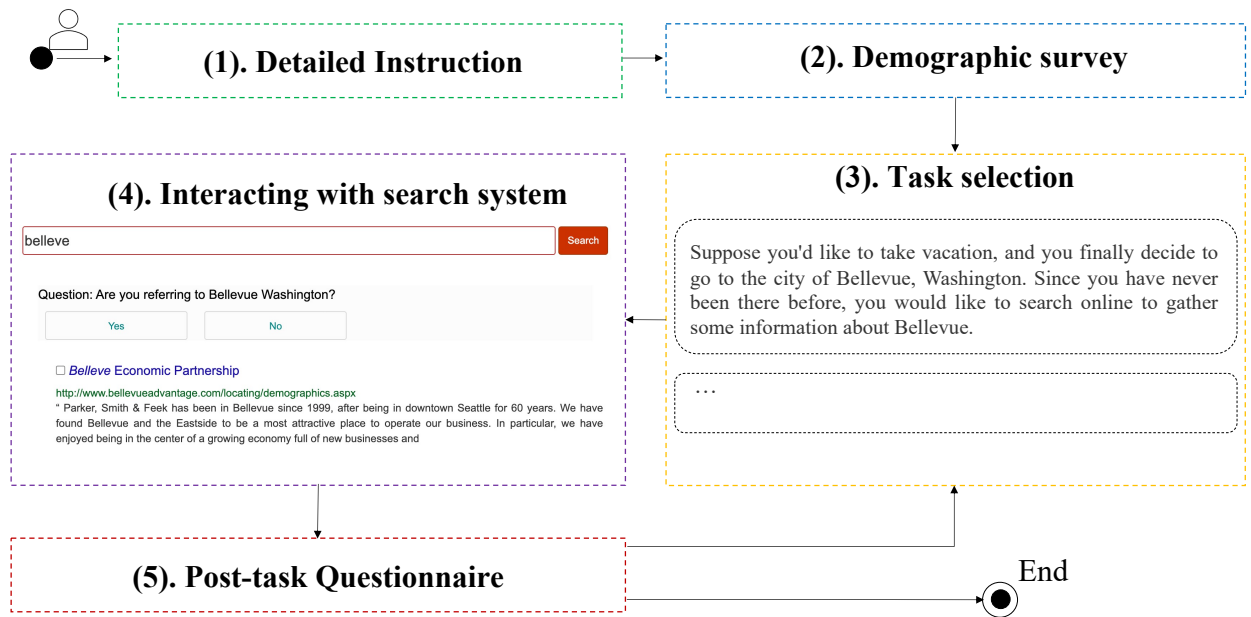 (1). Detailed Instruction
(2). Demographic survey
(3). Task selection
Suppose you'd like to take vacation, and you finally decide to
go to the city of Bellevue, Washington. Since you have never
been there before, you would like to search online to gather
some information about Bellevue.
...
(4). Interacting with search system
belleve
Search
Question: Are you referring to Bellevue Washington?
Yes
No
Belleve Economic Partnership
http://www.bellevueadvantage.com/locating/demographics.aspx
" Parker, Smith & Feek has been in Bellevue since 1999, after being in downtown Seattle for 60 years. We have
found Bellevue and the Eastside to be a most attractive place to operate our business. In particular, we have
enjoyed being in the center of a growing economy full of new businesses and
(5). Post-task Questionnaire
End